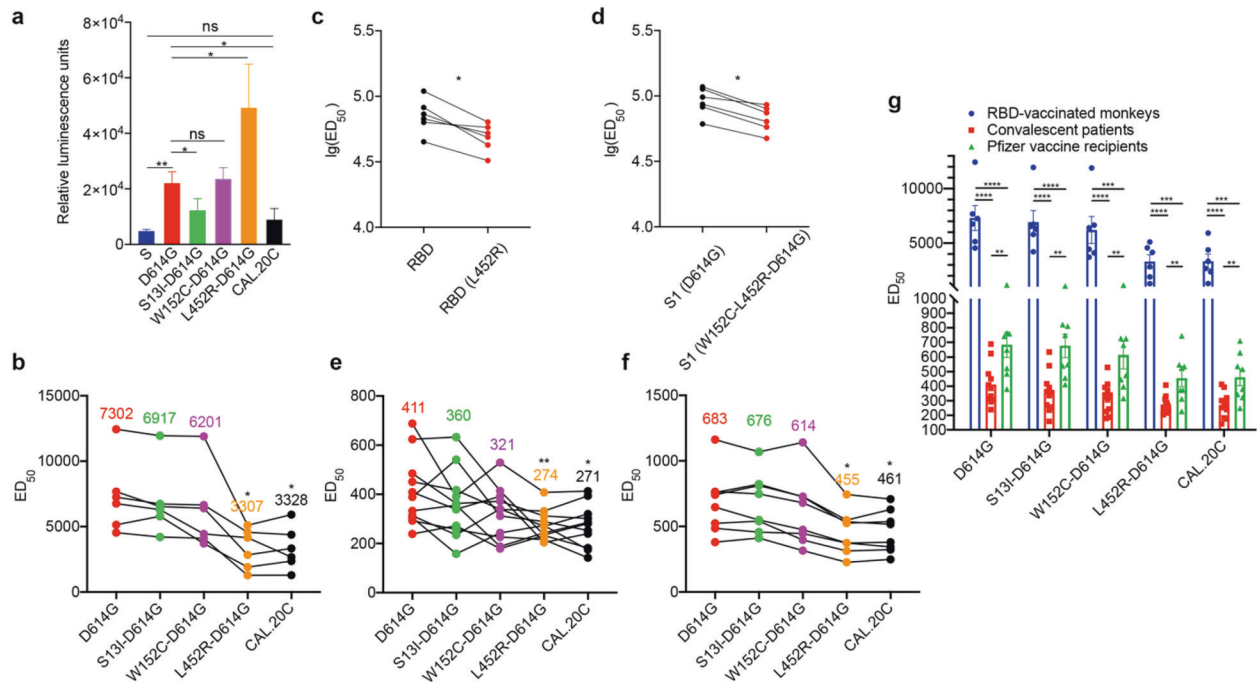 a
Relative luminescence units
8×10⁴
6×10⁴
4×10⁴
2×10⁴
0
ns
*
*
ns
*
**
S
D614G
S13I-D614G
W152C-D614G
L452R-D614G
CAL.20C
c
lg(ED₅₀)
5.5
5.0
4.5
4.0
*
RBD
RBD (L452R)
d
lg(ED₅₀)
5.5
5.0
4.5
4.0
*
S1 (D614G)
S1 (W152C-L452R-D614G)
g
RBD-vaccinated monkeys
Convalescent patients
Pfizer vaccine recipients
ED₅₀
10000
5000
1000
900
800
700
600
500
400
300
200
100
**** **** **
**** **** **
*** **** **
*** **** **
*** **** **
D614G
S13I-D614G
W152C-D614G
L452R-D614G
CAL.20C
b
ED₅₀
15000
10000
5000
0
7302
6917
6201
*
3307
*
3328
D614G
S13I-D614G
W152C-D614G
L452R-D614G
CAL.20C
e
ED₅₀
800
600
400
200
0
411
360
321
**
274
*
271
D614G
S13I-D614G
W152C-D614G
L452R-D614G
CAL.20C
f
ED₅₀
1500
1000
500
0
683
676
614
*
455
*
461
D614G
S13I-D614G
W152C-D614G
L452R-D614G
CAL.20C